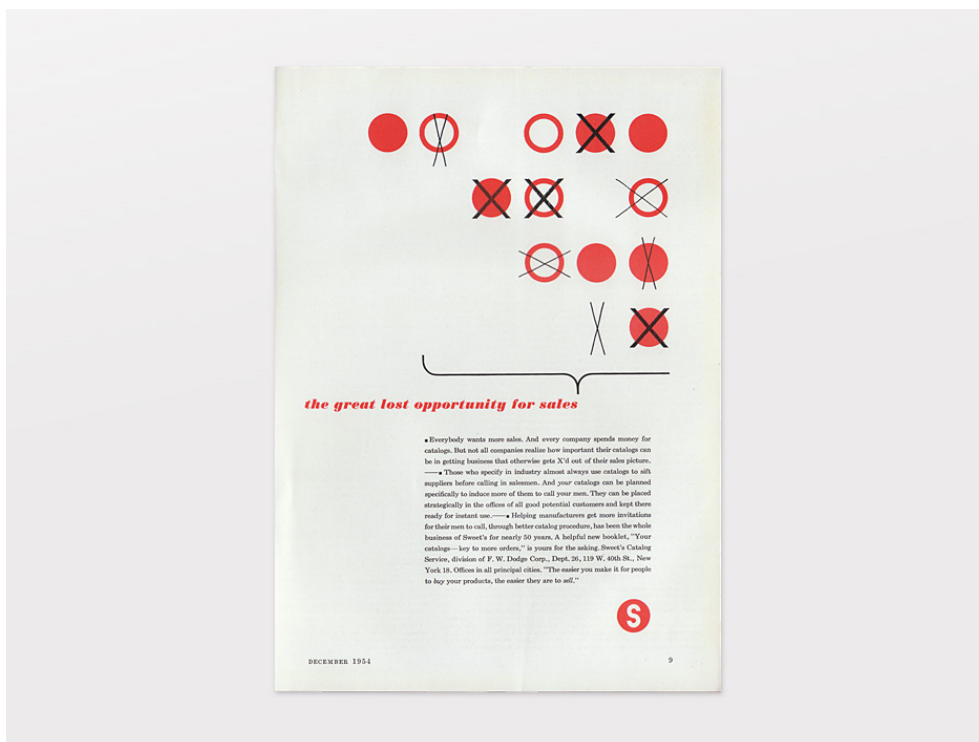 the great lost opportunity for sales
▪ Everybody wants more sales. And every company spends money for
catalogs. But not all companies realize how important their catalogs can
be in getting business that otherwise gets X'd out of their sales picture.
——▪ Those who specify in industry almost always use catalogs to sift
suppliers before calling in salesmen. And your catalogs can be planned
specifically to induce more of them to call your men. They can be placed
strategically in the offices of all good potential customers and kept there
ready for instant use.——▪ Helping manufacturers get more invitations
for their men to call, through better catalog procedure, has been the whole
business of Sweet's for nearly 50 years. A helpful new booklet, "Your
catalogs—key to more orders," is yours for the asking. Sweet's Catalog
Service, division of F. W. Dodge Corp., Dept. 26, 119 W. 40th St., New
York 18. Offices in all principal cities. "The easier you make it for people
to buy your products, the easier they are to sell."
S
DECEMBER 1954
9